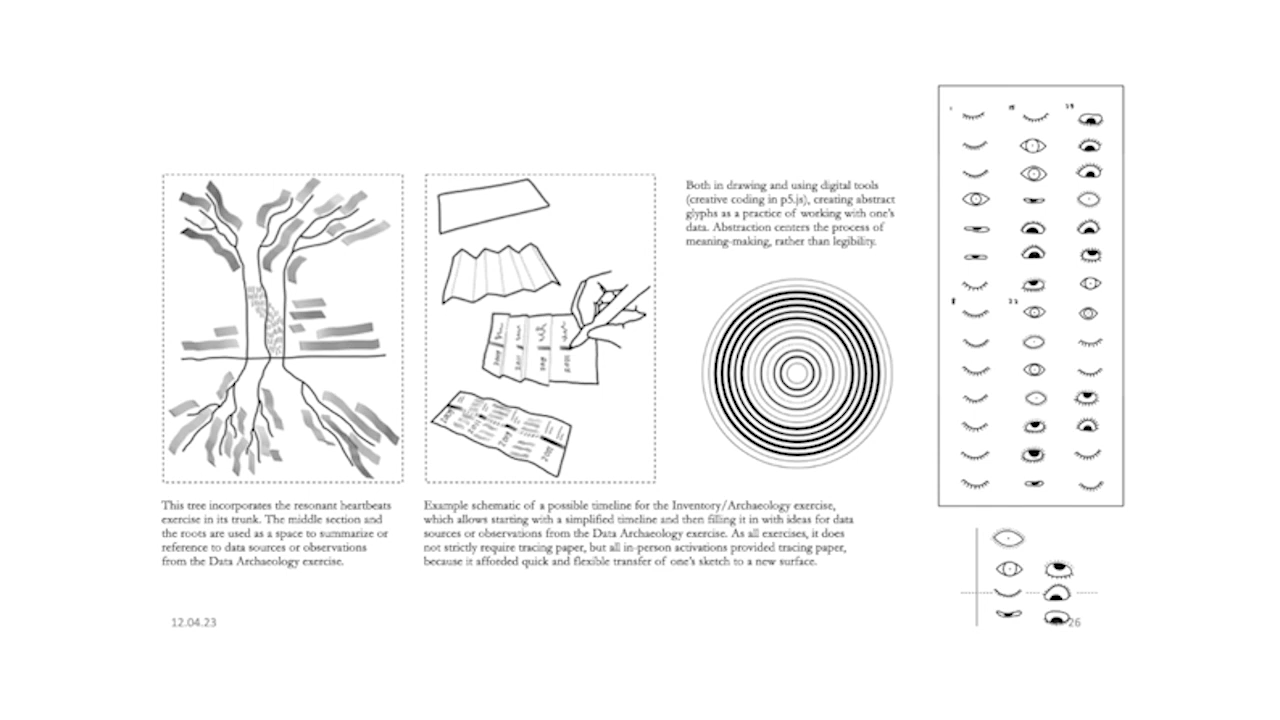 Both in drawing and using digital tools
(creative coding in p5.js), creating abstract
glyphs as a practice of working with one's
data. Abstraction centers the process of
meaning-making, rather than legibility.
This tree incorporates the resonant heartbeats
exercise in its trunk. The middle section and
the roots are used as a space to summarize or
reference to data sources or observations
from the Data Archaeology exercise.
Example schematic of a possible timeline for the Inventory/Archaeology exercise,
which allows starting with a simplified timeline and then filling it in with ideas for data
sources or observations from the Data Archaeology exercise. As all exercises, it does
not strictly require tracing paper, but all in-person activations provided tracing paper,
because it afforded quick and flexible transfer of one's sketch to a new surface.
12.04.23
26